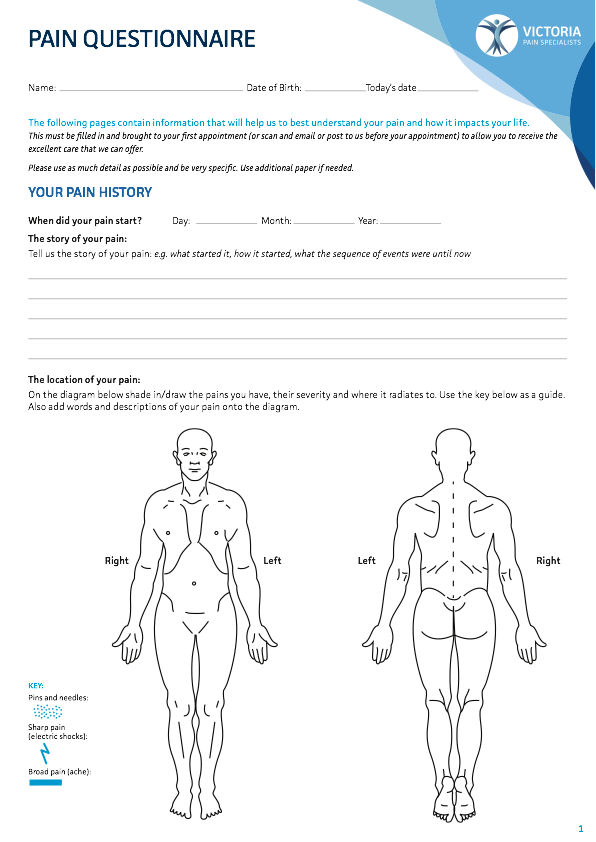 PAIN QUESTIONNAIRE
VICTORIA
PAIN SPECIALISTS
Name: Date of Birth: Today's date
The following pages contain information that will help us to best understand your pain and how it impacts your life.
This must be filled in and brought to your first appointment (or scan and email or post to us before your appointment) to allow you to receive the
excellent care that we can offer.
Please use as much detail as possible and be very specific. Use additional paper if needed.
YOUR PAIN HISTORY
When did your pain start? Day: Month: Year:
The story of your pain:
Tell us the story of your pain: e.g. what started it, how it started, what the sequence of events were until now
The location of your pain:
On the diagram below shade in/draw the pains you have, their severity and where it radiates to. Use the key below as a guide.
Also add words and descriptions of your pain onto the diagram.
Right Left Left Right
KEY:
Pins and needles:
Sharp pain
(electric shocks):
Broad pain (ache):
1